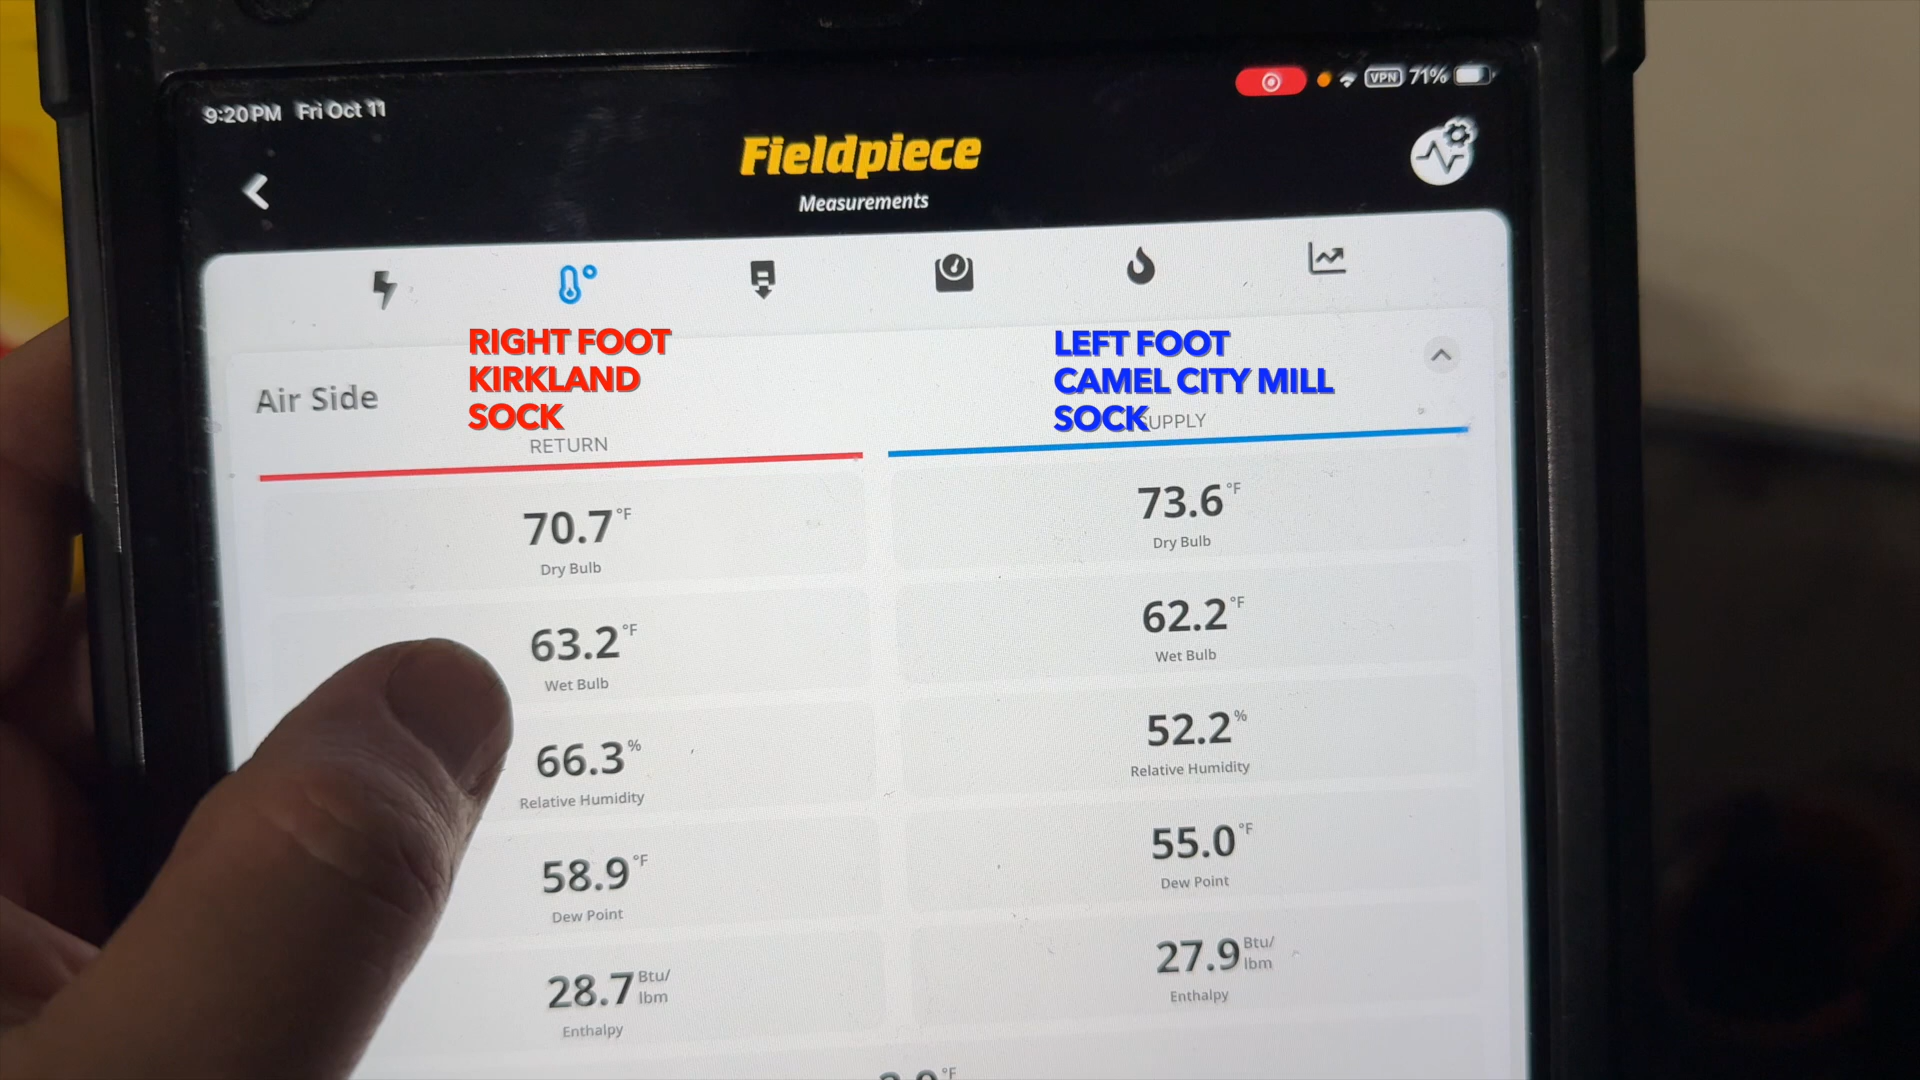 9:20PM Fri Oct 11
VPN 71%
Fieldpiece
Measurements
RIGHT FOOT
KIRKLAND
SOCK
LEFT FOOT
CAMEL CITY MILL
SOCK
Air Side
RETURN
UPPLY
70.7 °F
Dry Bulb
73.6 °F
Dry Bulb
63.2 °F
Wet Bulb
62.2 °F
Wet Bulb
66.3 %
Relative Humidity
52.2 %
Relative Humidity
58.9 °F
Dew Point
55.0 °F
Dew Point
28.7 Btu/
lbm
Enthalpy
27.9 Btu/
lbm
Enthalpy
°F